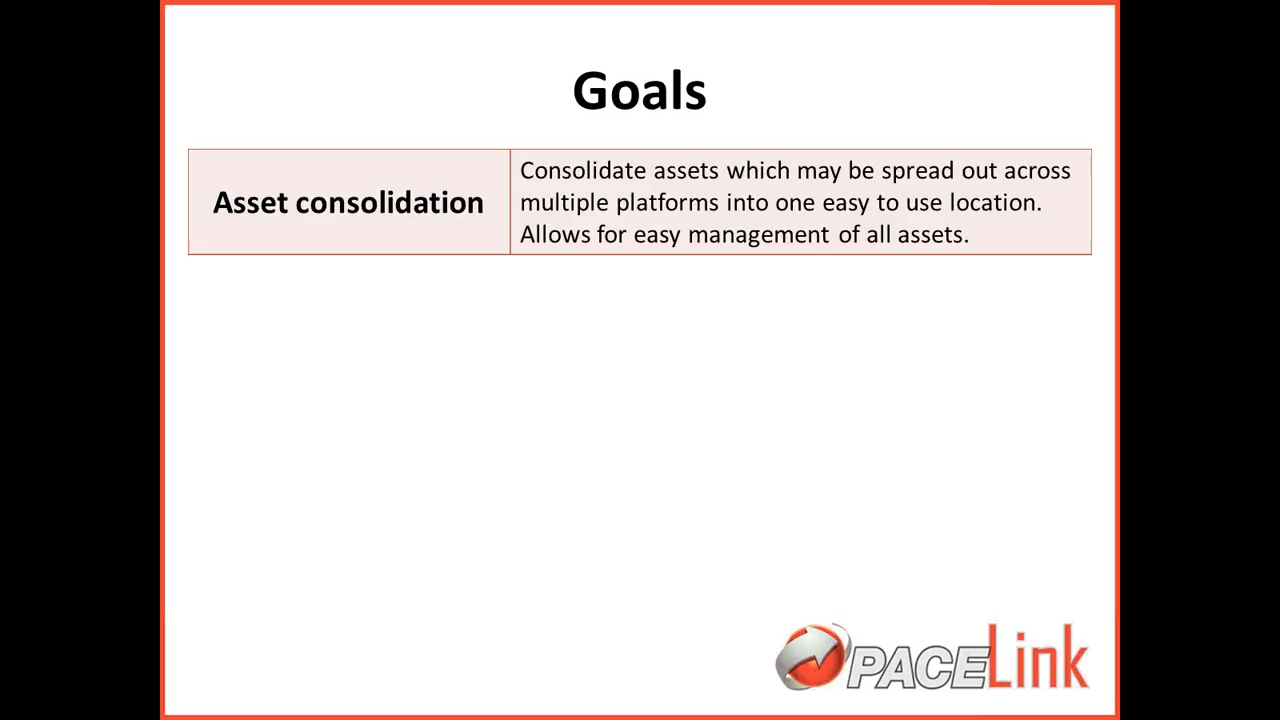 Goals
Asset consolidation
Consolidate assets which may be spread out across
multiple platforms into one easy to use location.
Allows for easy management of all assets.
PACELink